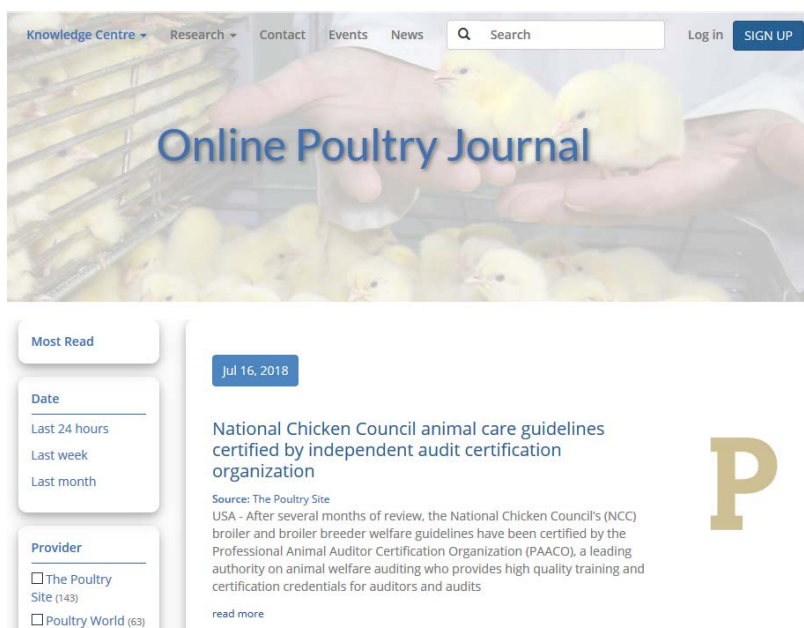 Knowledge Centre Research Contact Events News Search Log in SIGN UP
Online Poultry Journal
Most Read
Date
Last 24 hours
Last week
Last month
Provider
The Poultry
Site (143)
Poultry World (63)
Jul 16, 2018
National Chicken Council animal care guidelines
certified by independent audit certification
organization
Source: The Poultry Site
USA - After several months of review, the National Chicken Council's (NCC)
broiler and broiler breeder welfare guidelines have been certified by the
Professional Animal Auditor Certification Organization (PAACO), a leading
authority on animal welfare auditing who provides high quality training and
certification credentials for auditors and audits
read more
P